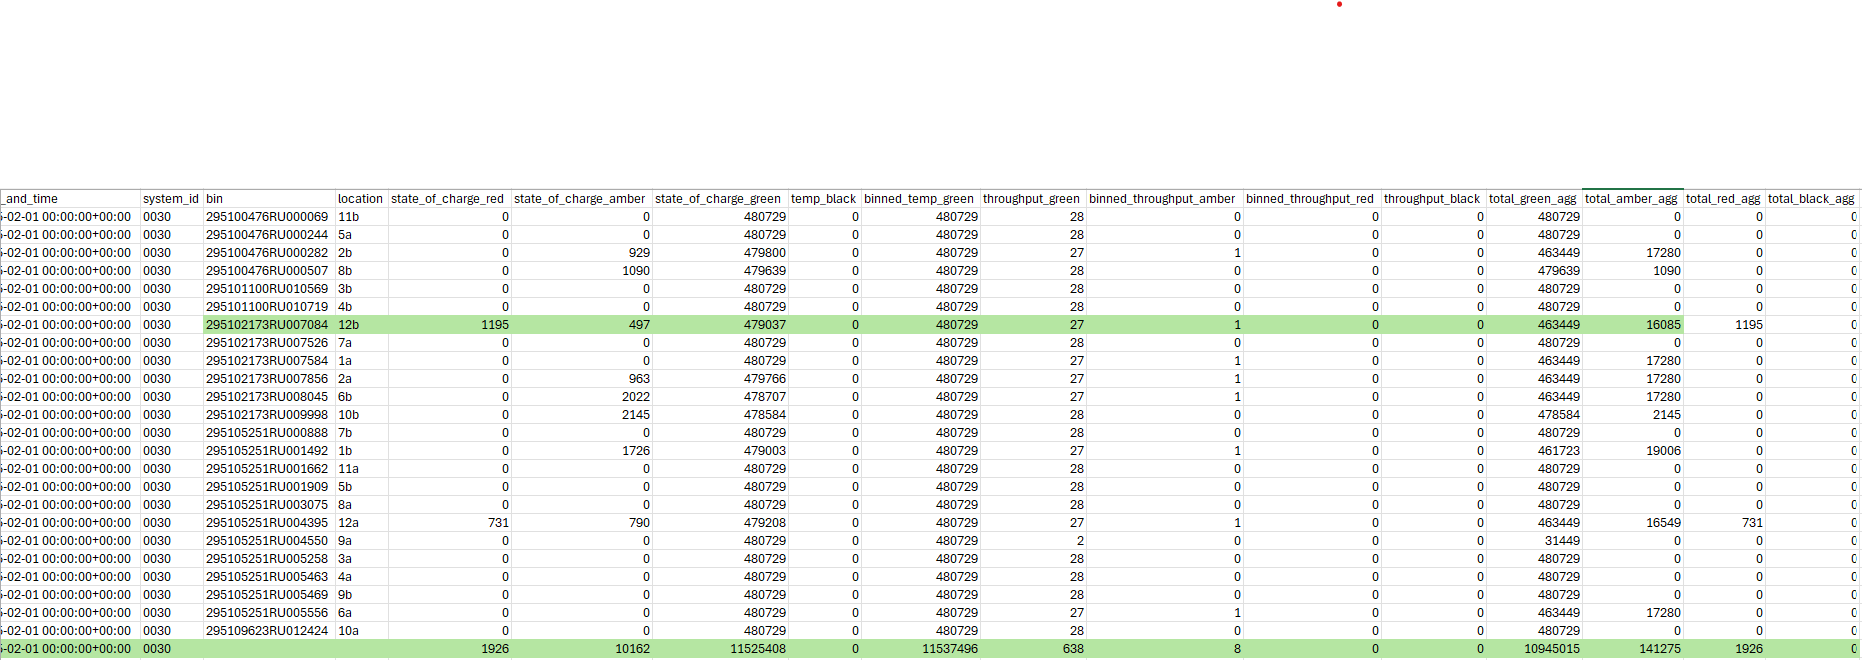 _and_time system_id bin location state_of_charge_red state_of_charge_amber state_of_charge_green temp_black binned_temp_green throughput_green binned_throughput_amber binned_throughput_red throughput_black total_green_agg total_amber_agg total_red_agg total_black_agg
-02-01 00:00:00+00:00 0030 295100476RU000069 11b 0 0 480729 0 480729 28 0 0 0 480729 0 0 0
-02-01 00:00:00+00:00 0030 295100476RU000244 5a 0 0 480729 0 480729 28 0 0 0 480729 0 0 0
-02-01 00:00:00+00:00 0030 295100476RU000282 2b 0 929 479800 0 480729 27 1 0 0 463449 17280 0 0
-02-01 00:00:00+00:00 0030 295100476RU000507 8b 0 1090 479639 0 480729 28 0 0 0 479639 1090 0 0
-02-01 00:00:00+00:00 0030 295101100RU010569 3b 0 0 480729 0 480729 28 0 0 0 480729 0 0 0
-02-01 00:00:00+00:00 0030 295101100RU010719 4b 0 0 480729 0 480729 28 0 0 0 480729 0 0 0
-02-01 00:00:00+00:00 0030 295102173RU007084 12b 1195 497 479037 0 480729 27 1 0 0 463449 16085 1195 0
-02-01 00:00:00+00:00 0030 295102173RU007526 7a 0 0 480729 0 480729 28 0 0 0 480729 0 0 0
-02-01 00:00:00+00:00 0030 295102173RU007584 1a 0 0 480729 0 480729 27 1 0 0 463449 17280 0 0
-02-01 00:00:00+00:00 0030 295102173RU007856 2a 0 963 479766 0 480729 27 1 0 0 463449 17280 0 0
-02-01 00:00:00+00:00 0030 295102173RU008045 6b 0 2022 478707 0 480729 27 1 0 0 463449 17280 0 0
-02-01 00:00:00+00:00 0030 295102173RU009998 10b 0 2145 478584 0 480729 28 0 0 0 478584 2145 0 0
-02-01 00:00:00+00:00 0030 295105251RU000888 7b 0 0 480729 0 480729 28 0 0 0 480729 0 0 0
-02-01 00:00:00+00:00 0030 295105251RU001492 1b 0 1726 479003 0 480729 27 1 0 0 461723 19006 0 0
-02-01 00:00:00+00:00 0030 295105251RU001662 11a 0 0 480729 0 480729 28 0 0 0 480729 0 0 0
-02-01 00:00:00+00:00 0030 295105251RU001909 5b 0 0 480729 0 480729 28 0 0 0 480729 0 0 0
-02-01 00:00:00+00:00 0030 295105251RU003075 8a 0 0 480729 0 480729 28 0 0 0 480729 0 0 0
-02-01 00:00:00+00:00 0030 295105251RU004395 12a 731 790 479208 0 480729 27 1 0 0 463449 16549 731 0
-02-01 00:00:00+00:00 0030 295105251RU004550 9a 0 0 480729 0 480729 2 0 0 0 31449 0 0 0
-02-01 00:00:00+00:00 0030 295105251RU005258 3a 0 0 480729 0 480729 28 0 0 0 480729 0 0 0
-02-01 00:00:00+00:00 0030 295105251RU005463 4a 0 0 480729 0 480729 28 0 0 0 480729 0 0 0
-02-01 00:00:00+00:00 0030 295105251RU005469 9b 0 0 480729 0 480729 28 0 0 0 480729 0 0 0
-02-01 00:00:00+00:00 0030 295105251RU005556 6a 0 0 480729 0 480729 27 1 0 0 463449 17280 0 0
-02-01 00:00:00+00:00 0030 295109623RU012424 10a 0 0 480729 0 480729 28 0 0 0 480729 0 0 0
-02-01 00:00:00+00:00 0030 1926 10162 11525408 0 11537496 638 8 0 0 10945015 141275 1926 0